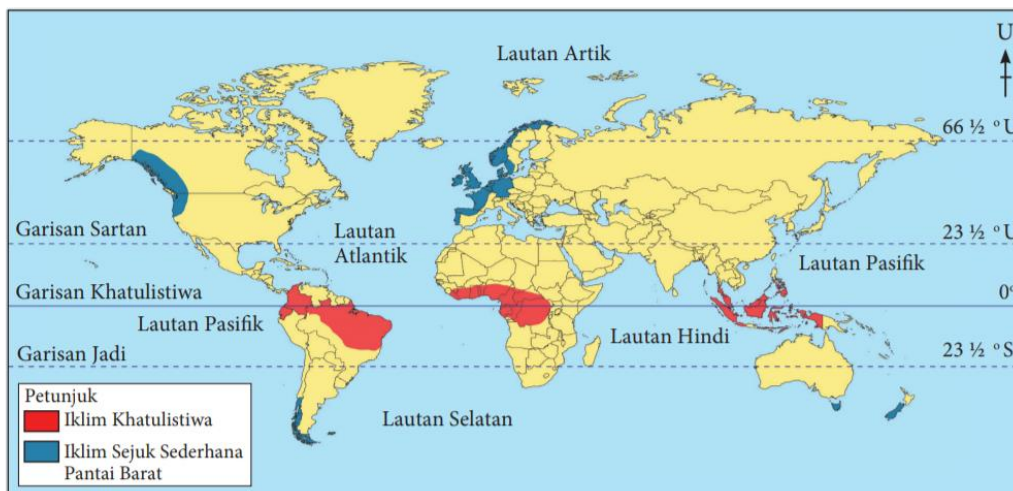 Lautan Artik
U
66 ½ ° U
Garisan Sartan
Lautan
Atlantik
23 ½ ° U
Lautan Pasifik
Garisan Khatulistiwa
0°
Lautan Pasifik
Lautan Hindi
Garisan Jadi
23 ½ ° S
Petunjuk
Iklim Khatulistiwa
Iklim Sejuk Sederhana
Pantai Barat
Lautan Selatan